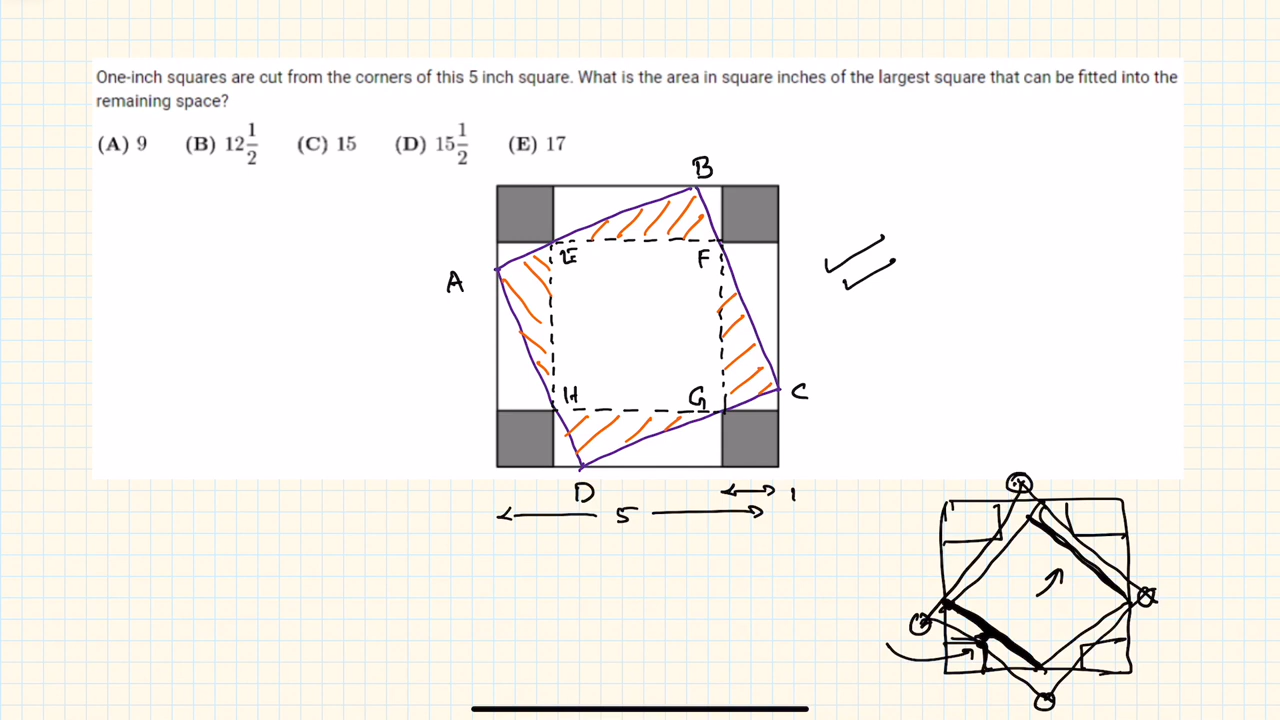 One-inch squares are cut from the corners of this 5 inch square. What is the area in square inches of the largest square that can be fitted into the
remaining space?
(A) 9 (B) 12 1/2 (C) 15 (D) 15 1/2 (E) 17
B
E F
A
H G C
D 1
5